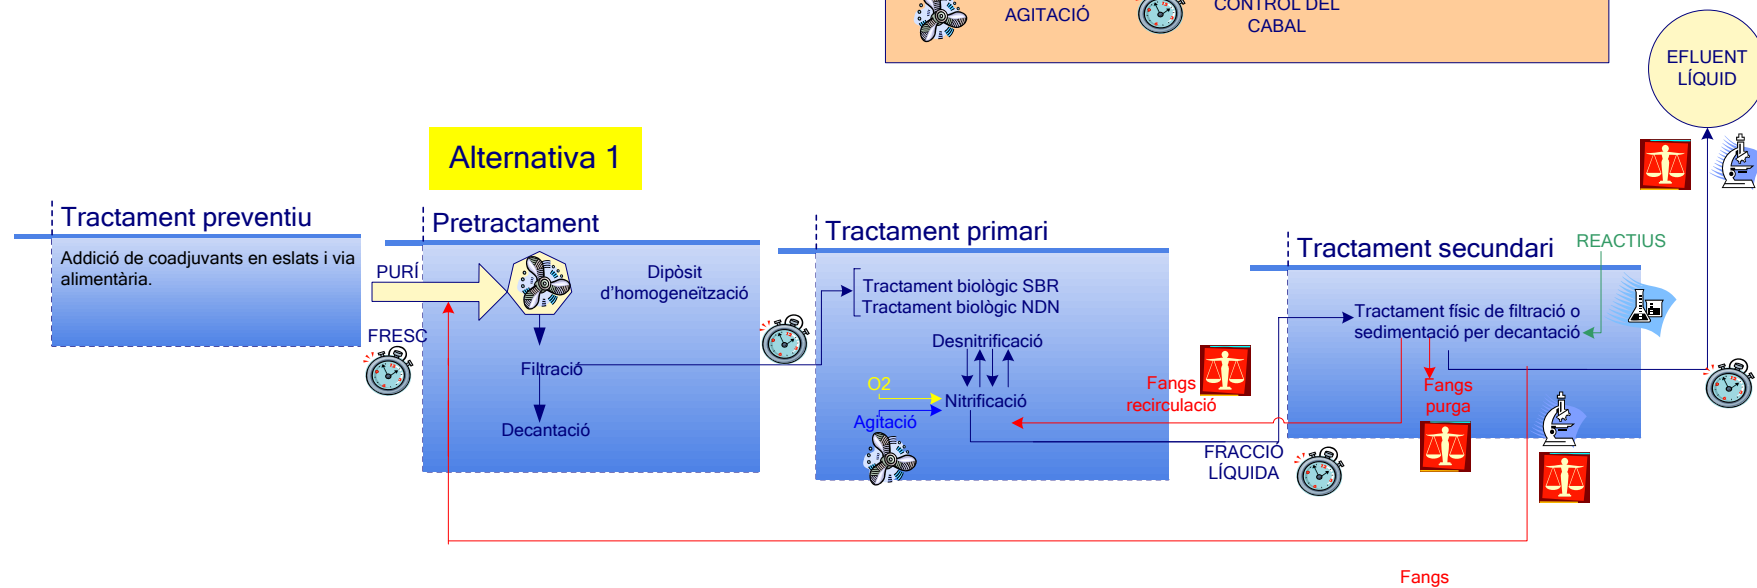 AGITACIÓ
CONTROL DEL
CABAL
EFLUENT
LÍQUID
Alternativa 1
Tractament preventiu
Addició de coadjuvants en eslats i via
alimentària.
Pretractament
PURÍ
FRESC
Dipòsit
d'homogeneïtzació
Filtració
Decantació
Tractament primari
Tractament biològic SBR
Tractament biològic NDN
Desnitrificació
O2
Nitrificació
Agitació
Fangs
recirculació
FRACCIÓ
LÍQUIDA
Tractament secundari
REACTIUS
Tractament físic de filtració o
sedimentació per decantació
Fangs
purga
Fangs